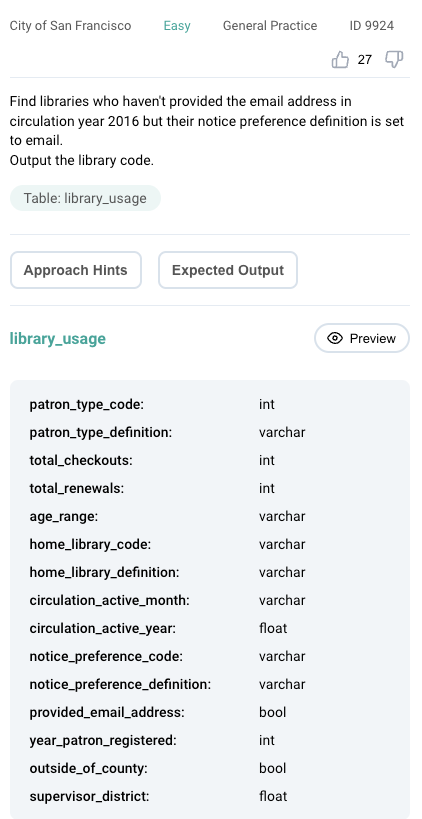 City of San Francisco Easy General Practice ID 9924
27
Find libraries who haven't provided the email address in
circulation year 2016 but their notice preference definition is set
to email.
Output the library code.
Table: library_usage
Approach Hints Expected Output
library_usage Preview
patron_type_code: int
patron_type_definition: varchar
total_checkouts: int
total_renewals: int
age_range: varchar
home_library_code: varchar
home_library_definition: varchar
circulation_active_month: varchar
circulation_active_year: float
notice_preference_code: varchar
notice_preference_definition: varchar
provided_email_address: bool
year_patron_registered: int
outside_of_county: bool
supervisor_district: float